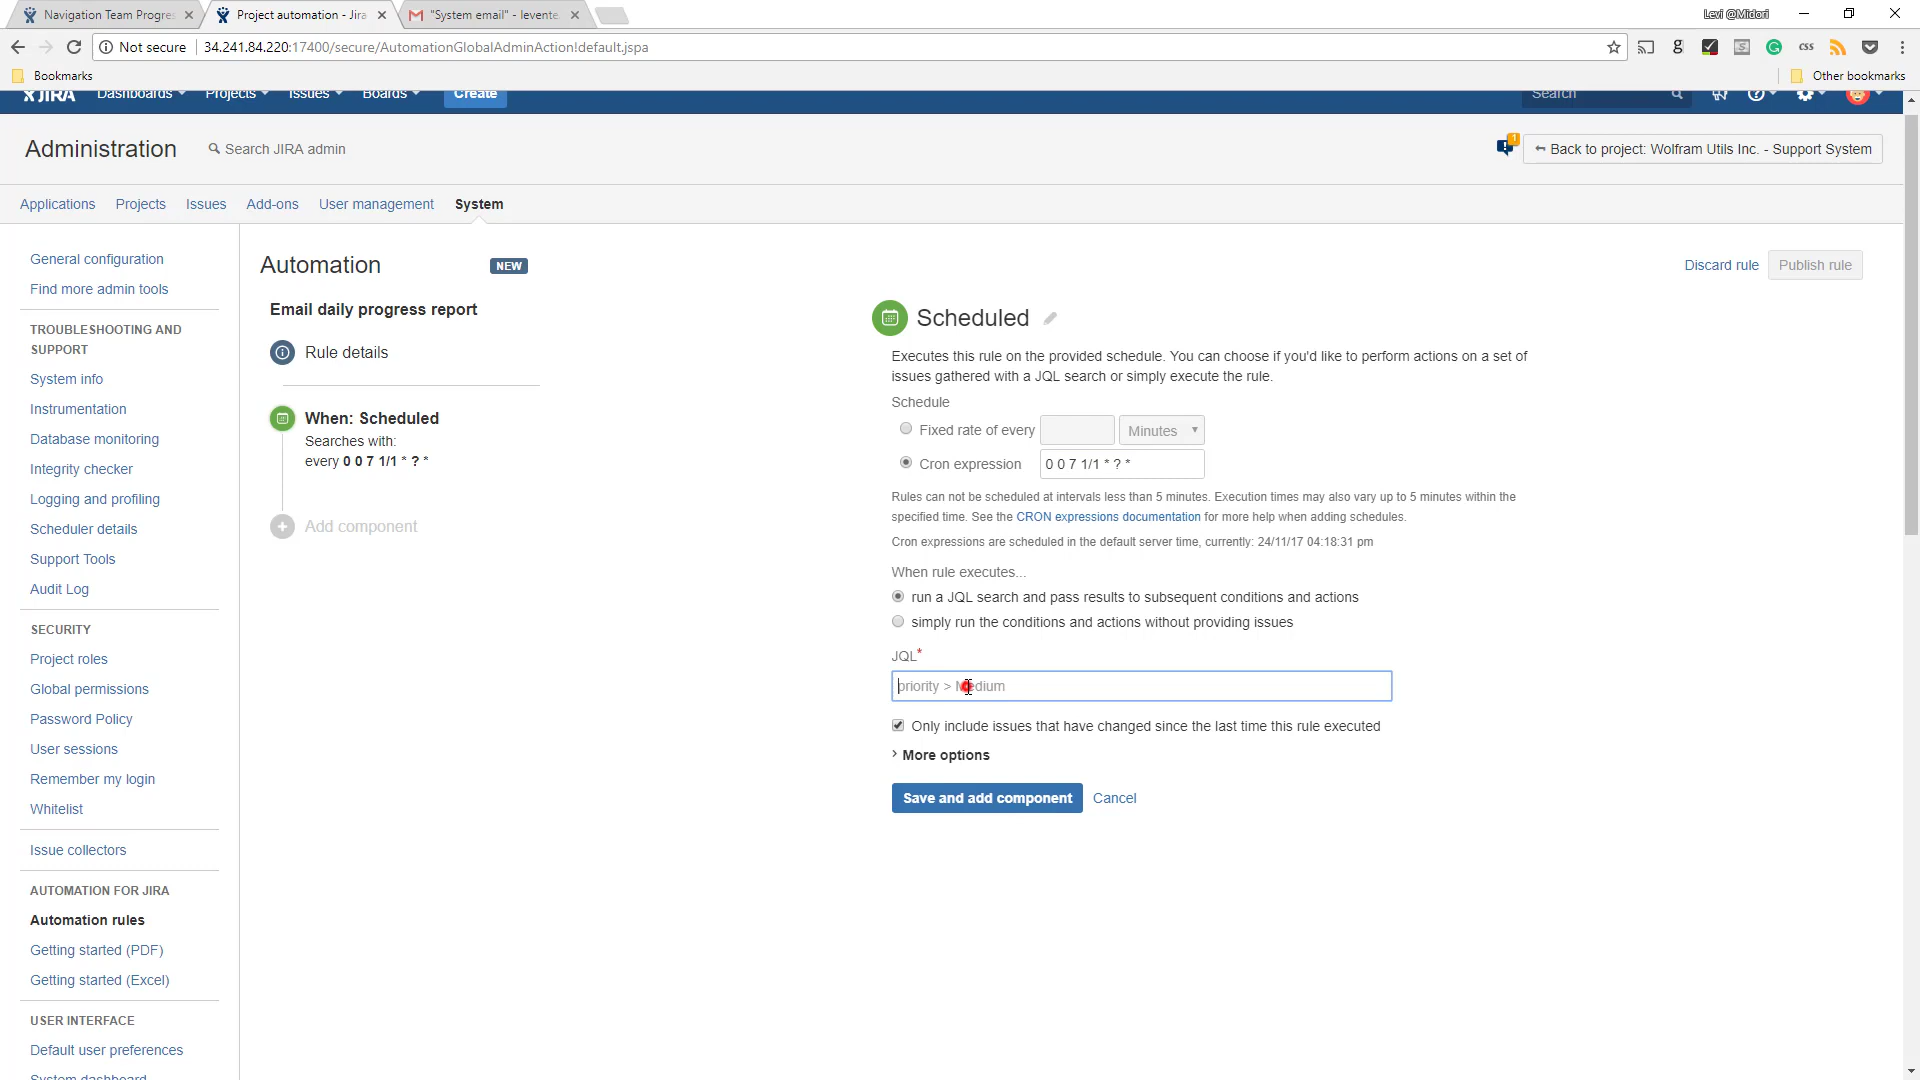 Navigation Team Progres
Project automation - Jira
"System email" - levente.
Levi @Midori
Not secure
34.241.84.220:17400/secure/AutomationGlobalAdminAction!default.jspa
Bookmarks
Other bookmarks
JIRA
Dashboards
Projects
Issues
Boards
Create
Search
Administration
Search JIRA admin
1
Back to project: Wolfram Utils Inc. - Support System
Applications
Projects
Issues
Add-ons
User management
System
General configuration
Find more admin tools
TROUBLESHOOTING AND
SUPPORT
System info
Instrumentation
Database monitoring
Integrity checker
Logging and profiling
Scheduler details
Support Tools
Audit Log
SECURITY
Project roles
Global permissions
Password Policy
User sessions
Remember my login
Whitelist
Issue collectors
AUTOMATION FOR JIRA
Automation rules
Getting started (PDF)
Getting started (Excel)
USER INTERFACE
Default user preferences
System dashboard
Automation
NEW
Discard rule
Publish rule
Email daily progress report
Rule details
When: Scheduled
Searches with:
every 0 0 7 1/1 * ? *
Add component
Scheduled
Executes this rule on the provided schedule. You can choose if you'd like to perform actions on a set of
issues gathered with a JQL search or simply execute the rule.
Schedule
Fixed rate of every
Minutes
Cron expression
0 0 7 1/1 * ? *
Rules can not be scheduled at intervals less than 5 minutes. Execution times may also vary up to 5 minutes within the
specified time. See the CRON expressions documentation for more help when adding schedules.
Cron expressions are scheduled in the default server time, currently: 24/11/17 04:18:31 pm
When rule executes...
run a JQL search and pass results to subsequent conditions and actions
simply run the conditions and actions without providing issues
JQL*
priority > Medium
Only include issues that have changed since the last time this rule executed
More options
Save and add component
Cancel